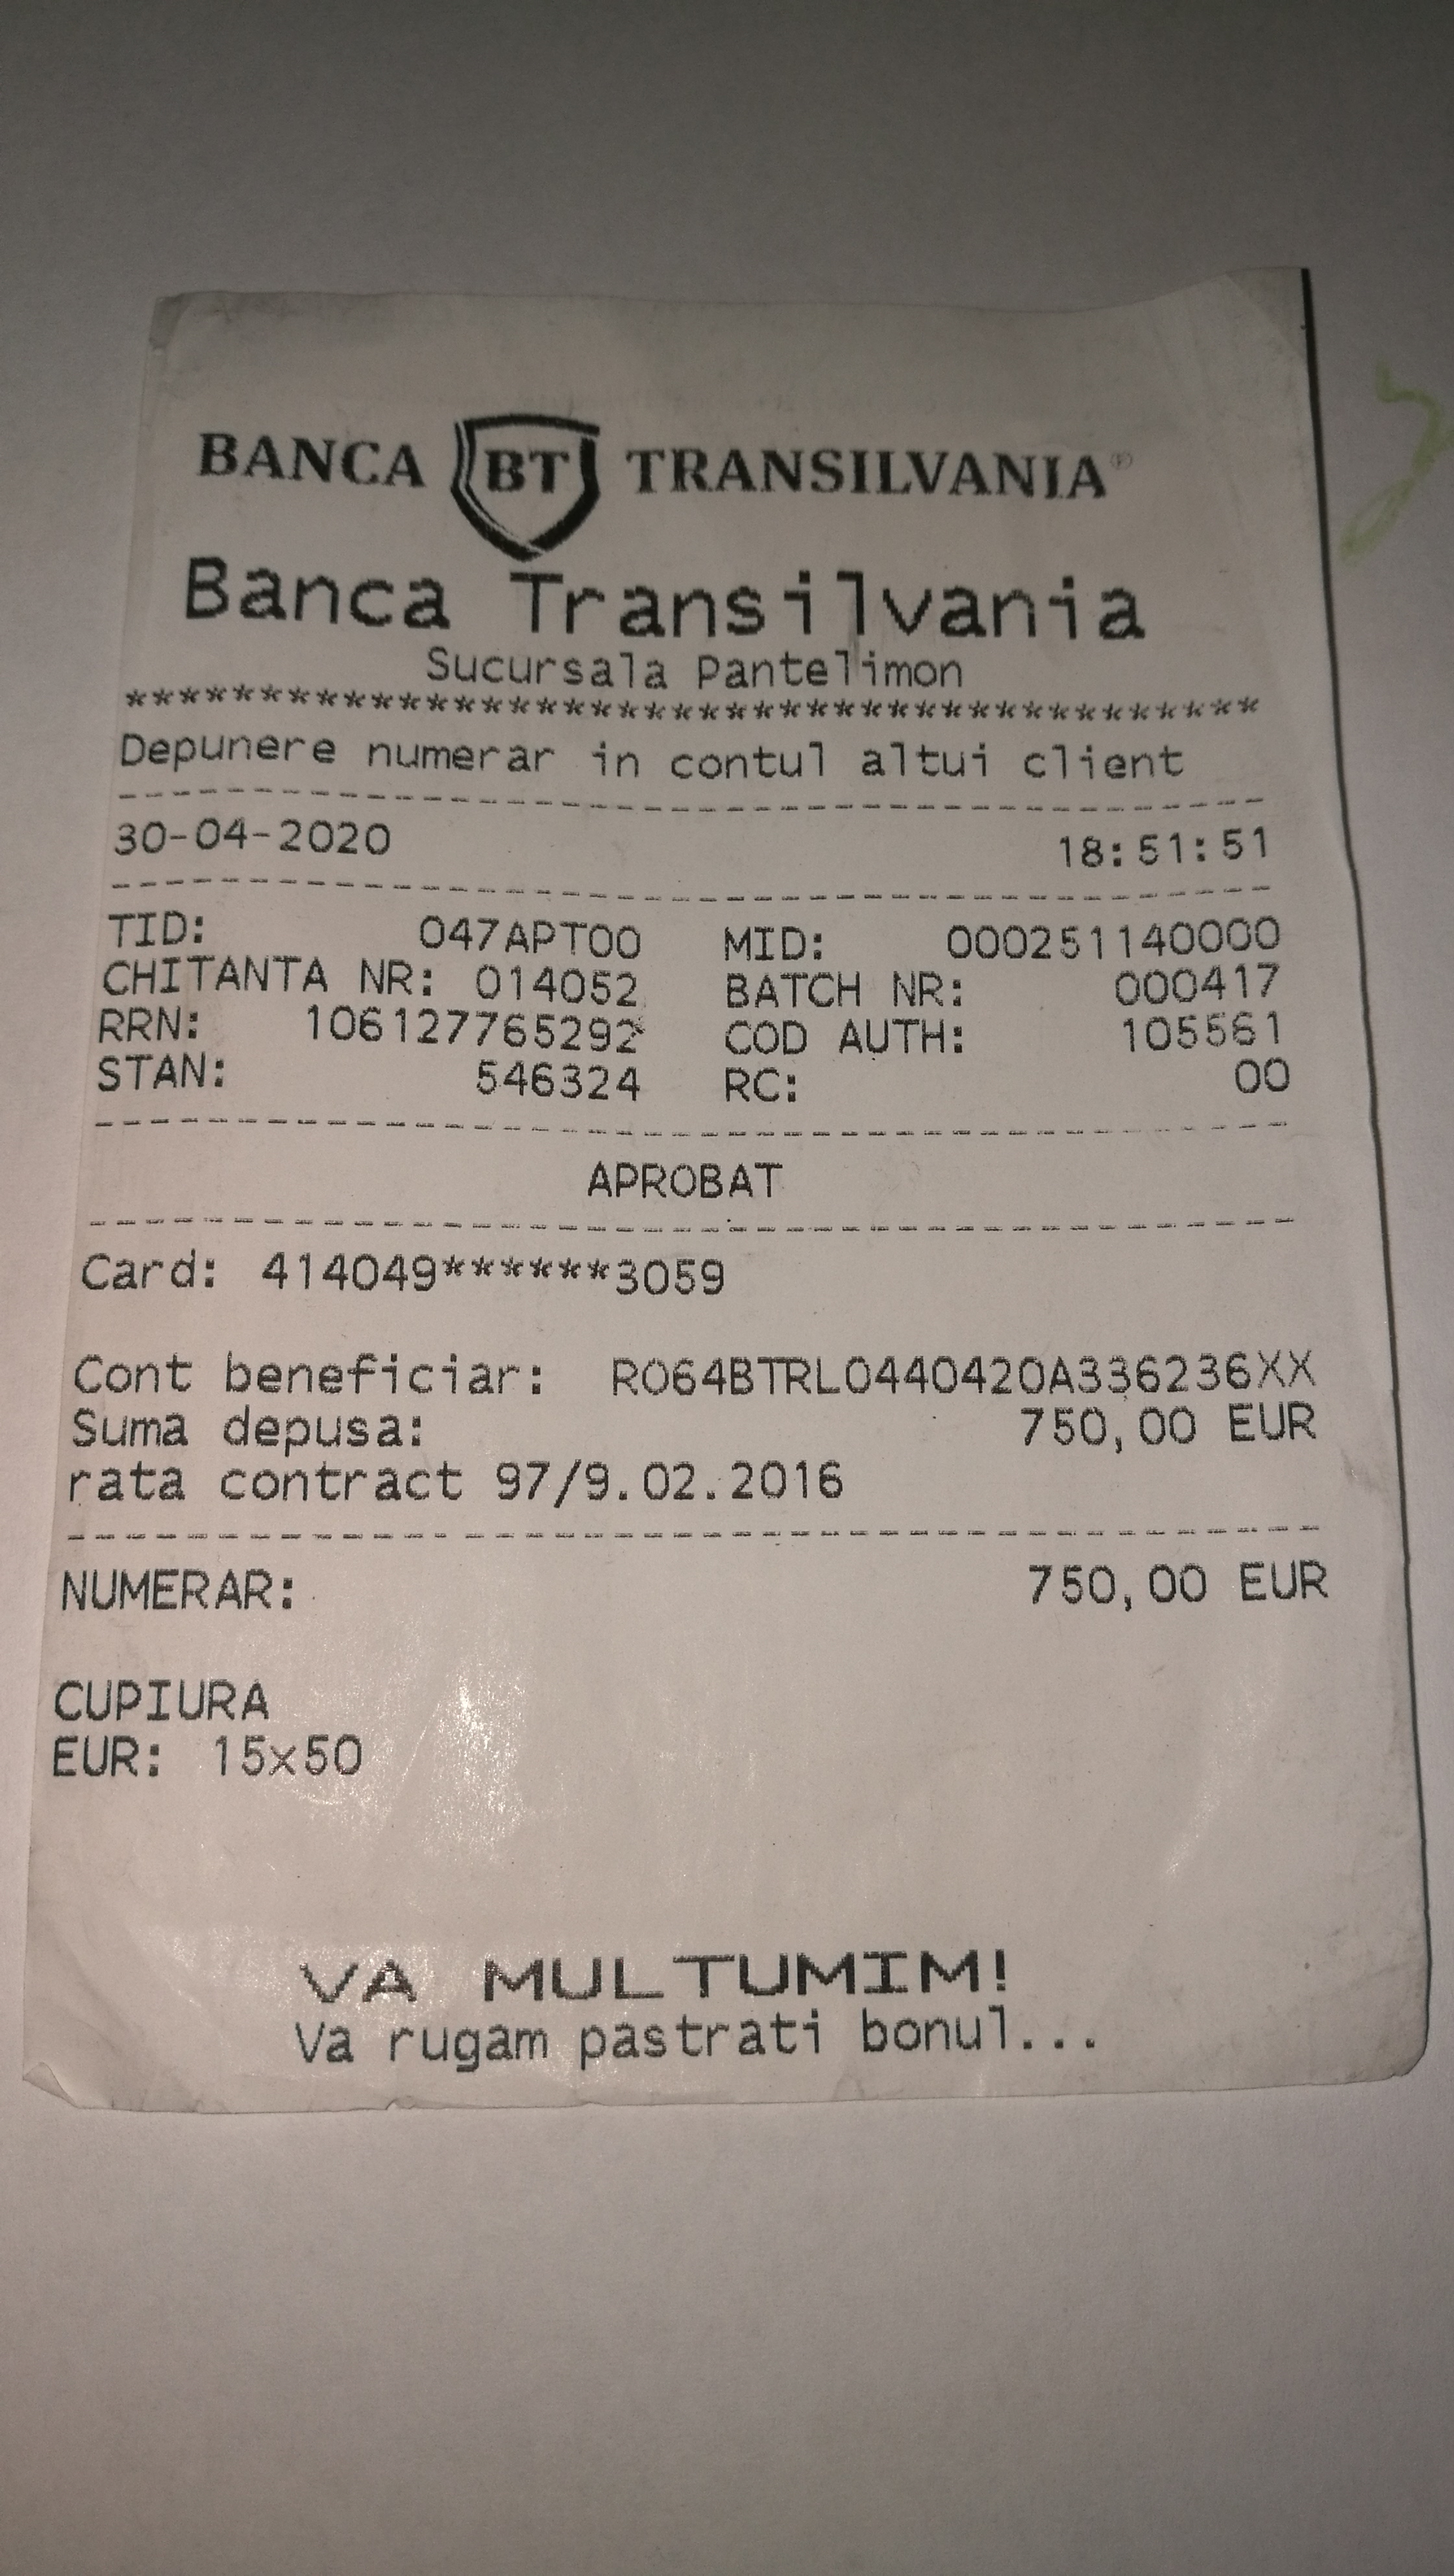 BANCA BT TRANSILVANIA®
Banca Transilvania
Sucursala Pantelimon
******************************************
Depunere numerar in contul altui client
------------------------------------------
30-04-2020 18:51:51
------------------------------------------
TID: 047APT00 MID: 000251140000
CHITANTA NR: 014052 BATCH NR: 000417
RRN: 106127765292 COD AUTH: 105561
STAN: 546324 RC: 00
------------------------------------------
APROBAT
------------------------------------------
Card: 414049******3059
Cont beneficiar: RO64BTRL0440420A336236XX
Suma depusa: 750,00 EUR
rata contract 97/9.02.2016
------------------------------------------
NUMERAR: 750,00 EUR
CUPIURA
EUR: 15x50
VA MULTUMIM!
Va rugam pastrati bonul...